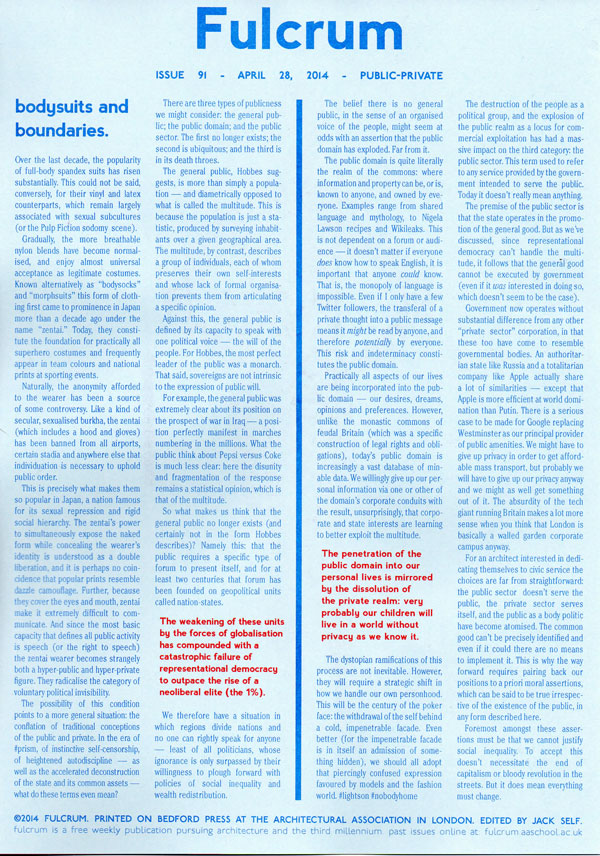 Fulcrum
ISSUE 91 - APRIL 28, 2014 - PUBLIC-PRIVATE
bodysuits and
boundaries.
Over the last decade, the popularity
of full-body spandex suits has risen
substantially. This could not be said,
conversely, for their vinyl and latex
counterparts, which remain largely
associated with sexual subcultures
(or the Pulp Fiction sodomy scene).
Gradually, the more breathable
nylon blends have become normal-
ised, and enjoy almost universal
acceptance as legitimate costumes.
Known alternatively as "bodysocks"
and "morphsuits" this form of cloth-
ing first came to prominence in Japan
more than a decade ago under the
name "zentai." Today, they consti-
tute the foundation for practically all
superhero costumes and frequently
appear in team colours and national
prints at sporting events.
Naturally, the anonymity afforded
to the wearer has been a source
of some controversy. Like a kind of
secular, sexualised burkha, the zentai
(which includes a hood and gloves)
has been banned from all airports,
certain stadia and anywhere else that
individuation is necessary to uphold
public order.
This is precisely what makes them
so popular in Japan, a nation famous
for its sexual repression and rigid
social hierarchy. The zentai's power
to simultaneously expose the naked
form while concealing the wearer's
identity is understood as a double
liberation, and it is perhaps no coin-
cidence that popular prints resemble
dazzle camouflage. Further, because
they cover the eyes and mouth, zentai
make it extremely difficult to com-
municate. And since the most basic
capacity that defines all public activity
is speech (or the right to speech)
the zentai wearer becomes strangely
both a hyper-public and hyper-private
figure. They radicalise the category of
voluntary political invisibility.
The possibility of this condition
points to a more general situation: the
conflation of traditional conceptions
of the public and private. In the era of
#prism, of instinctive self-censorship,
of heightened autodiscipline — as
well as the accelerated deconstruction
of the state and its common assets —
what do these terms even mean?
There are three types of publicness
we might consider: the general pub-
lic; the public domain; and the public
sector. The first no longer exists; the
second is ubiquitous; and the third is
in its death throes.
The general public, Hobbes sug-
gests, is more than simply a popula-
tion — and diametrically opposed to
what is called the multitude. This is
because the population is just a sta-
tistic, produced by surveying inhabit-
ants over a given geographical area.
The multitude, by contrast, describes
a group of individuals, each of whom
preserves their own self-interests
and whose lack of formal organisa-
tion prevents them from articulating
a specific opinion.
Against this, the general public is
defined by its capacity to speak with
one political voice — the will of the
people. For Hobbes, the most perfect
leader of the public was a monarch.
That said, sovereigns are not intrinsic
to the expression of public will.
For example, the general public was
extremely clear about its position on
the prospect of war in Iraq — a posi-
tion perfectly manifest in marches
numbering in the millions. What the
public think about Pepsi versus Coke
is much less clear: here the disunity
and fragmentation of the response
remains a statistical opinion, which is
that of the multitude.
So what makes us think that the
general public no longer exists (and
certainly not in the form Hobbes
describes)? Namely this: that the
public requires a specific type of
forum to present itself, and for at
least two centuries that forum has
been founded on geopolitical units
called nation-states.
The weakening of these units
by the forces of globalisation
has compounded with a
catastrophic failure of
representational democracy
to outpace the rise of a
neoliberal elite (the 1%).
We therefore have a situation in
which regions divide nations and
no one can rightly speak for anyone
— least of all politicians, whose
ignorance is only surpassed by their
willingness to plough forward with
policies of social inequality and
wealth redistribution.
The belief there is no general
public, in the sense of an organised
voice of the people, might seem at
odds with an assertion that the public
domain has exploded. Far from it.
The public domain is quite literally
the realm of the commons: where
information and property can be, or is,
known to anyone, and owned by eve-
ryone. Examples range from shared
language and mythology, to Nigela
Lawson recipes and Wikileaks. This
is not dependent on a forum or audi-
ence — it doesn't matter if everyone
does know how to speak English, it is
important that anyone could know.
That is, the monopoly of language is
impossible. Even if I only have a few
Twitter followers, the transferal of a
private thought into a public message
means it might be read by anyone, and
therefore potentially by everyone.
This risk and indeterminacy consti-
tutes the public domain.
Practically all aspects of our lives
are being incorporated into the pub-
lic domain — our desires, dreams,
opinions and preferences. However,
unlike the monastic commons of
feudal Britain (which was a specific
construction of legal rights and obli-
gations), today's public domain is
increasingly a vast database of min-
able data. We willingly give up our per-
sonal information via one or other of
the domain's corporate conduits with
the result, unsurprisingly, that corpo-
rate and state interests are learning
to better exploit the multitude.
The penetration of the
public domain into our
personal lives is mirrored
by the dissolution of
the private realm: very
probably our children will
live in a world without
privacy as we know it.
The dystopian ramifications of this
process are not inevitable. However,
they will require a strategic shift in
how we handle our own personhood.
This will be the century of the poker
face: the withdrawal of the self behind
a cold, impenetrable facade. Even
better (for the impenetrable facade
is in itself an admission of some-
thing hidden), we should all adopt
that piercingly confused expression
favoured by models and the fashion
world. #lightson #nobodyhome
The destruction of the people as a
political group, and the explosion of
the public realm as a locus for com-
mercial exploitation has had a mas-
sive impact on the third category: the
public sector. This term used to refer
to any service provided by the govern-
ment intended to serve the public.
Today it doesn't really mean anything.
The premise of the public sector is
that the state operates in the promo-
tion of the general good. But as we've
discussed, since representational
democracy can't handle the multi-
tude, it follows that the general good
cannot be executed by government
(even if it was interested in doing so,
which doesn't seem to be the case).
Government now operates without
substantial difference from any other
"private sector" corporation, in that
these too have come to resemble
governmental bodies. An authoritar-
ian state like Russia and a totalitarian
company like Apple actually share
a lot of similarities — except that
Apple is more efficient at world domi-
nation than Putin. There is a serious
case to be made for Google replacing
Westminster as our principal provider
of public amenities. We might have to
give up privacy in order to get afford-
able mass transport, but probably we
will have to give up our privacy anyway
and we might as well get something
out of it. The absurdity of the tech
giant running Britain makes a lot more
sense when you think that London is
basically a walled garden corporate
campus anyway.
For an architect interested in dedi-
cating themselves to civic service the
choices are far from straightforward:
the public sector doesn't serve the
public, the private sector serves
itself, and the public as a body politic
have become atomised. The common
good can't be precisely identified and
even if it could there are no means
to implement it. This is why the way
forward requires pairing back our
positions to a priori moral assertions,
which can be said to be true irrespec-
tive of the existence of the public, in
any form described here.
Foremost amongst these asser-
tions must be that we cannot justify
social inequality. To accept this
doesn't necessitate the end of
capitalism or bloody revolution in the
streets. But it does mean everything
must change.
©2014 FULCRUM. PRINTED ON BEDFORD PRESS AT THE ARCHITECTURAL ASSOCIATION IN LONDON. EDITED BY JACK SELF.
fulcrum is a free weekly publication pursuing architecture and the third millennium. past issues online at fulcrum.aaschool.ac.uk